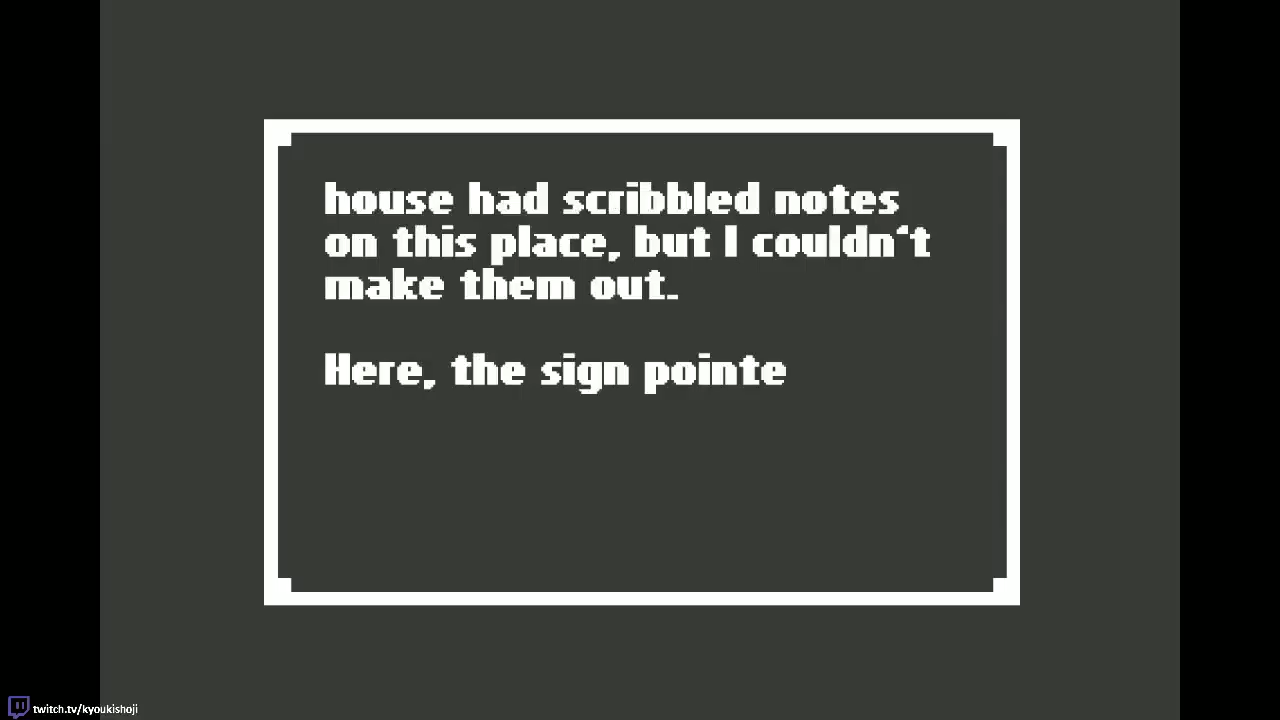 house had scribbled notes
on this place, but I couldn‘t
make them out.
Here, the sign pointe
twitch.tv/kyoukishoji